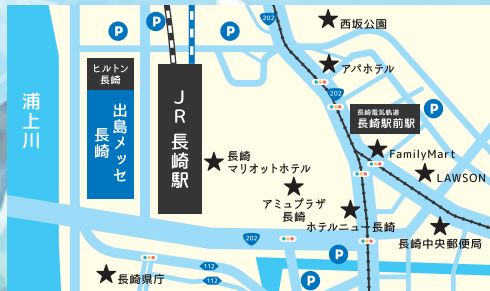 202
西坂公園
P
P
P
アパホテル
ヒルトン
長崎
202
浦上川
出島メッセ
長崎
JR長崎駅
長崎電気軌道
長崎駅前駅
P
FamilyMart
長崎
マリオットホテル
LAWSON
アミュプラザ
長崎
ホテルニュー長崎
202
長崎中央郵便局
P
112
長崎県庁
112
P